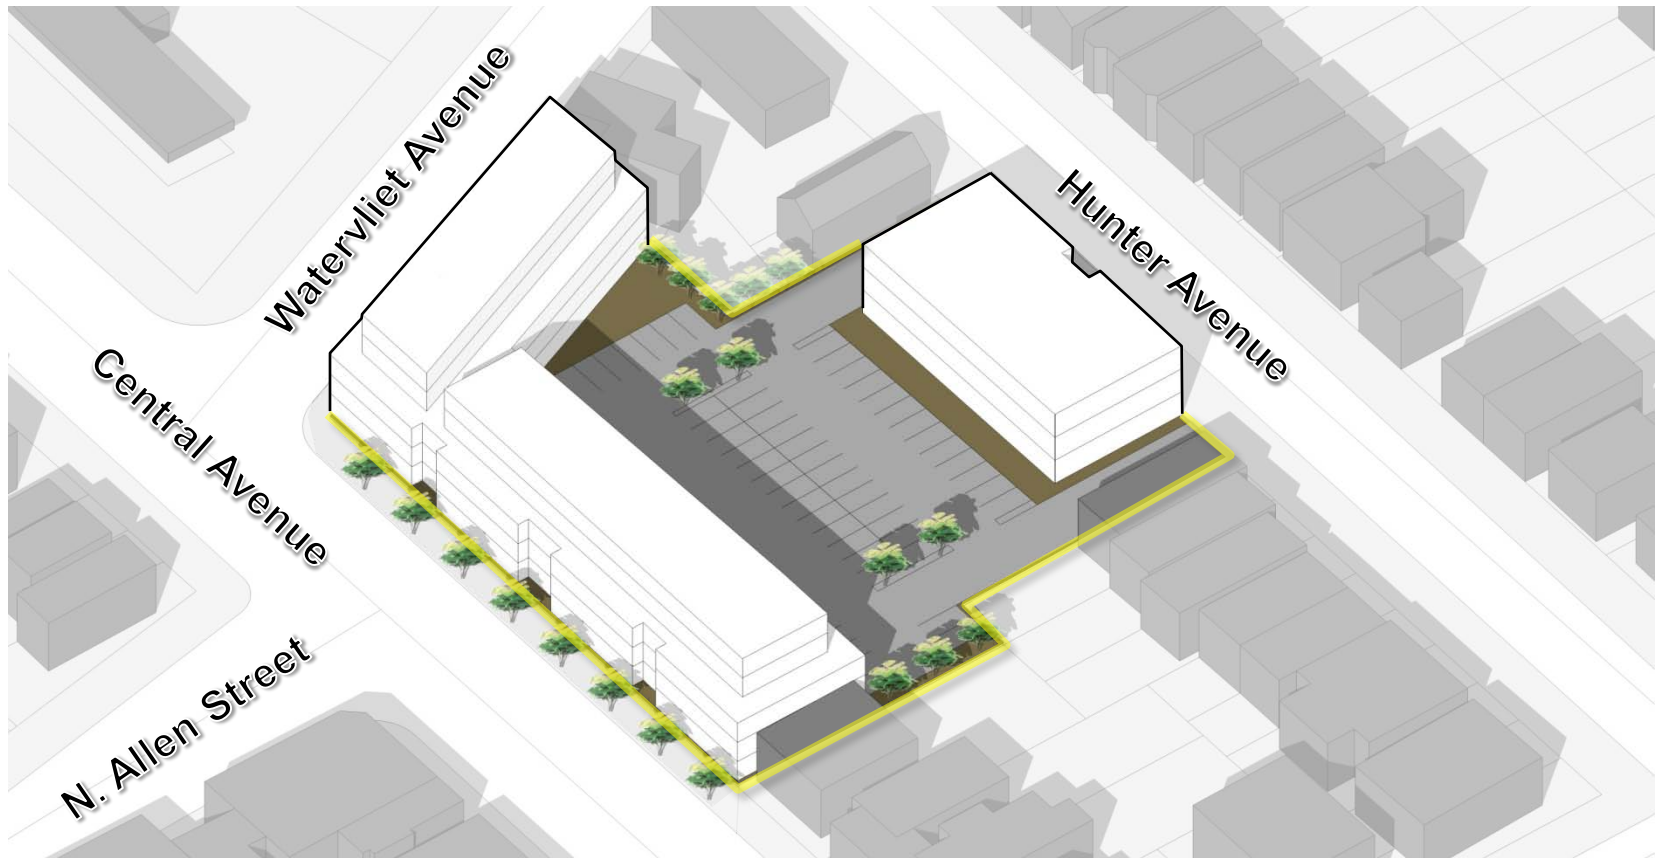 Watervliet Avenue
Hunter Avenue
Central Avenue
N. Allen Street